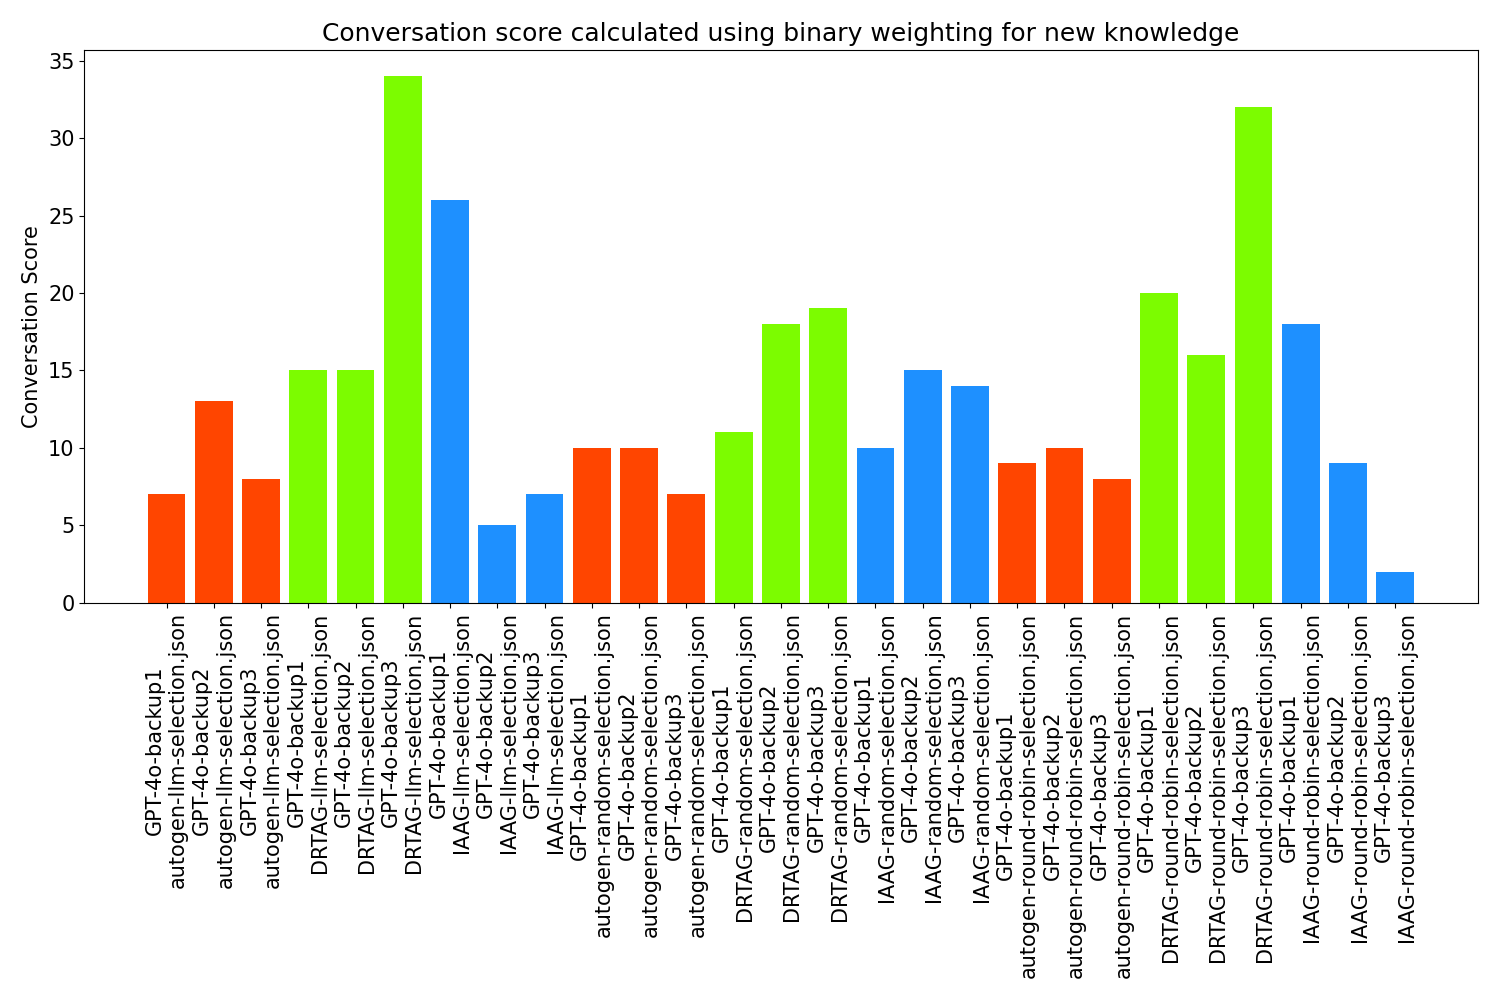 Conversation score calculated using binary weighting for new knowledge
Conversation Score
35
30
25
20
15
10
5
0
GPT-4o-backup1
autogen-llm-selection.json
GPT-4o-backup2
autogen-llm-selection.json
GPT-4o-backup3
autogen-llm-selection.json
GPT-4o-backup1
DRTAG-llm-selection.json
GPT-4o-backup2
DRTAG-llm-selection.json
GPT-4o-backup3
DRTAG-llm-selection.json
GPT-4o-backup1
IAAG-llm-selection.json
GPT-4o-backup2
IAAG-llm-selection.json
GPT-4o-backup3
IAAG-llm-selection.json
GPT-4o-backup1
autogen-random-selection.json
GPT-4o-backup2
autogen-random-selection.json
GPT-4o-backup3
autogen-random-selection.json
GPT-4o-backup1
DRTAG-random-selection.json
GPT-4o-backup2
DRTAG-random-selection.json
GPT-4o-backup3
DRTAG-random-selection.json
GPT-4o-backup1
IAAG-random-selection.json
GPT-4o-backup2
IAAG-random-selection.json
GPT-4o-backup3
IAAG-random-selection.json
GPT-4o-backup1
autogen-round-robin-selection.json
GPT-4o-backup2
autogen-round-robin-selection.json
GPT-4o-backup3
autogen-round-robin-selection.json
GPT-4o-backup1
DRTAG-round-robin-selection.json
GPT-4o-backup2
DRTAG-round-robin-selection.json
GPT-4o-backup3
DRTAG-round-robin-selection.json
GPT-4o-backup1
IAAG-round-robin-selection.json
GPT-4o-backup2
IAAG-round-robin-selection.json
GPT-4o-backup3
IAAG-round-robin-selection.json